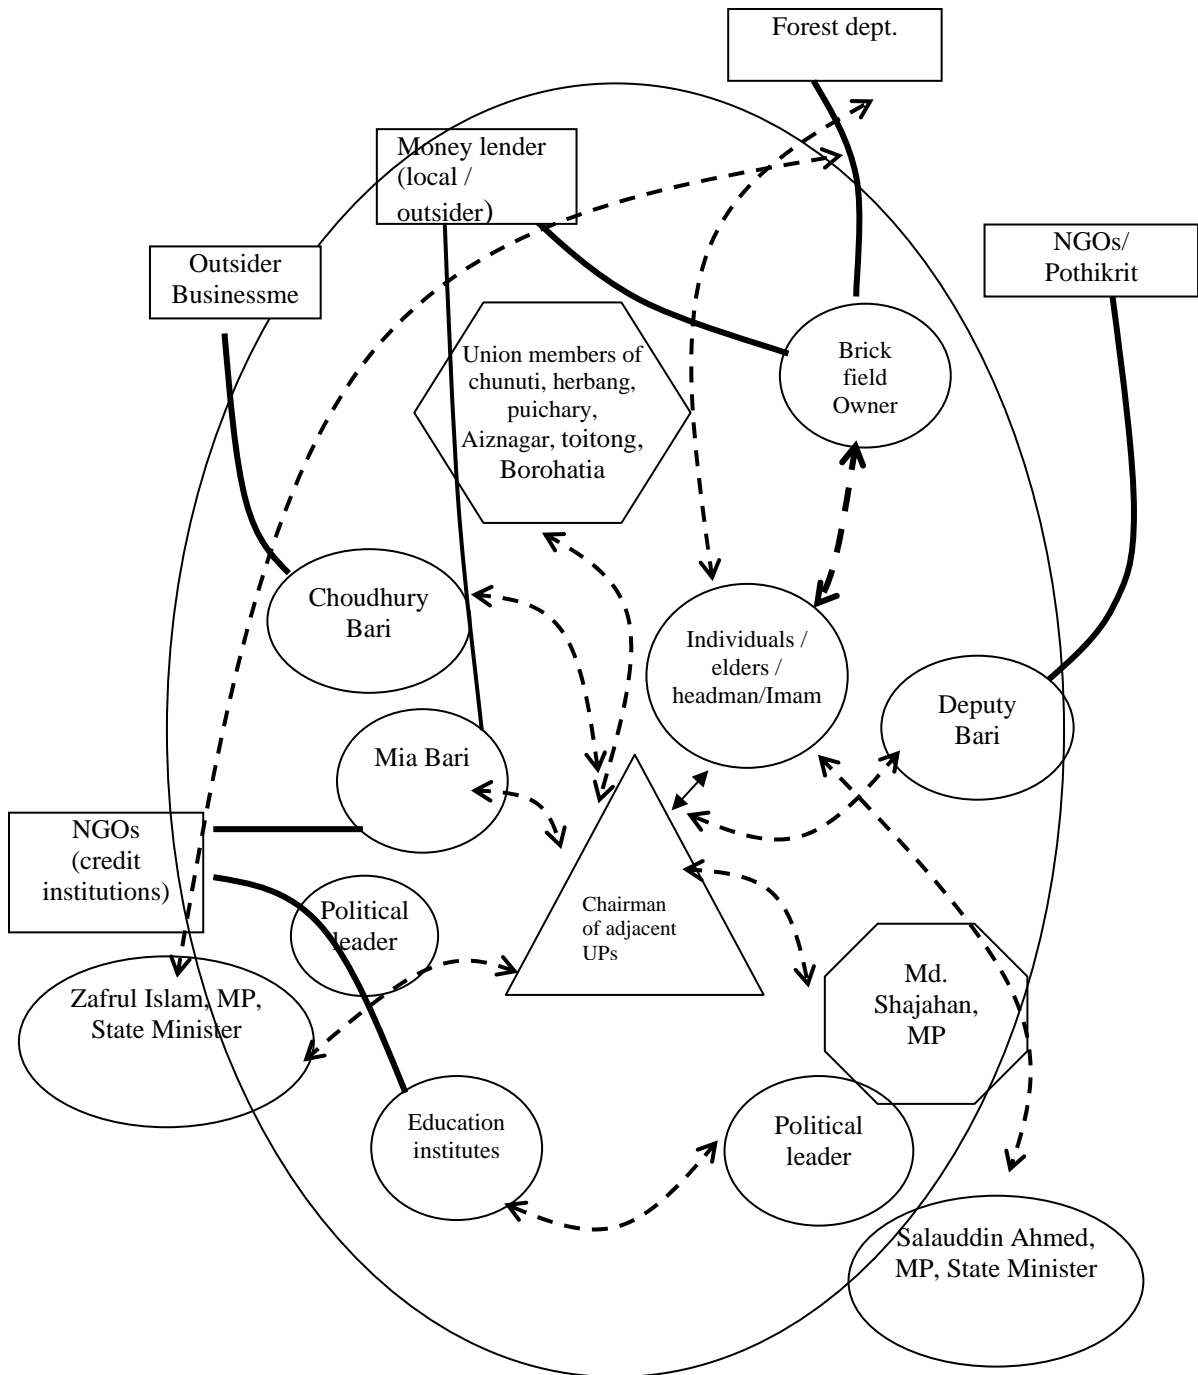 Forest dept.
Money lender
(local /
outsider)
NGOs/
Pothikrit
Outsider
Businessme
Union members of
chunuti, herbang,
puichary,
Aiznagar, toitong,
Borohatia
Brick
field
Owner
Choudhury
Bari
Individuals /
elders /
headman/Imam
Deputy
Bari
Mia Bari
NGOs
(credit
institutions)
Political
leader
Chairman
of adjacent
UPs
Zafrul Islam, MP,
State Minister
Md.
Shajahan,
MP
Education
institutes
Political
leader
Salauddin Ahmed,
MP, State Minister